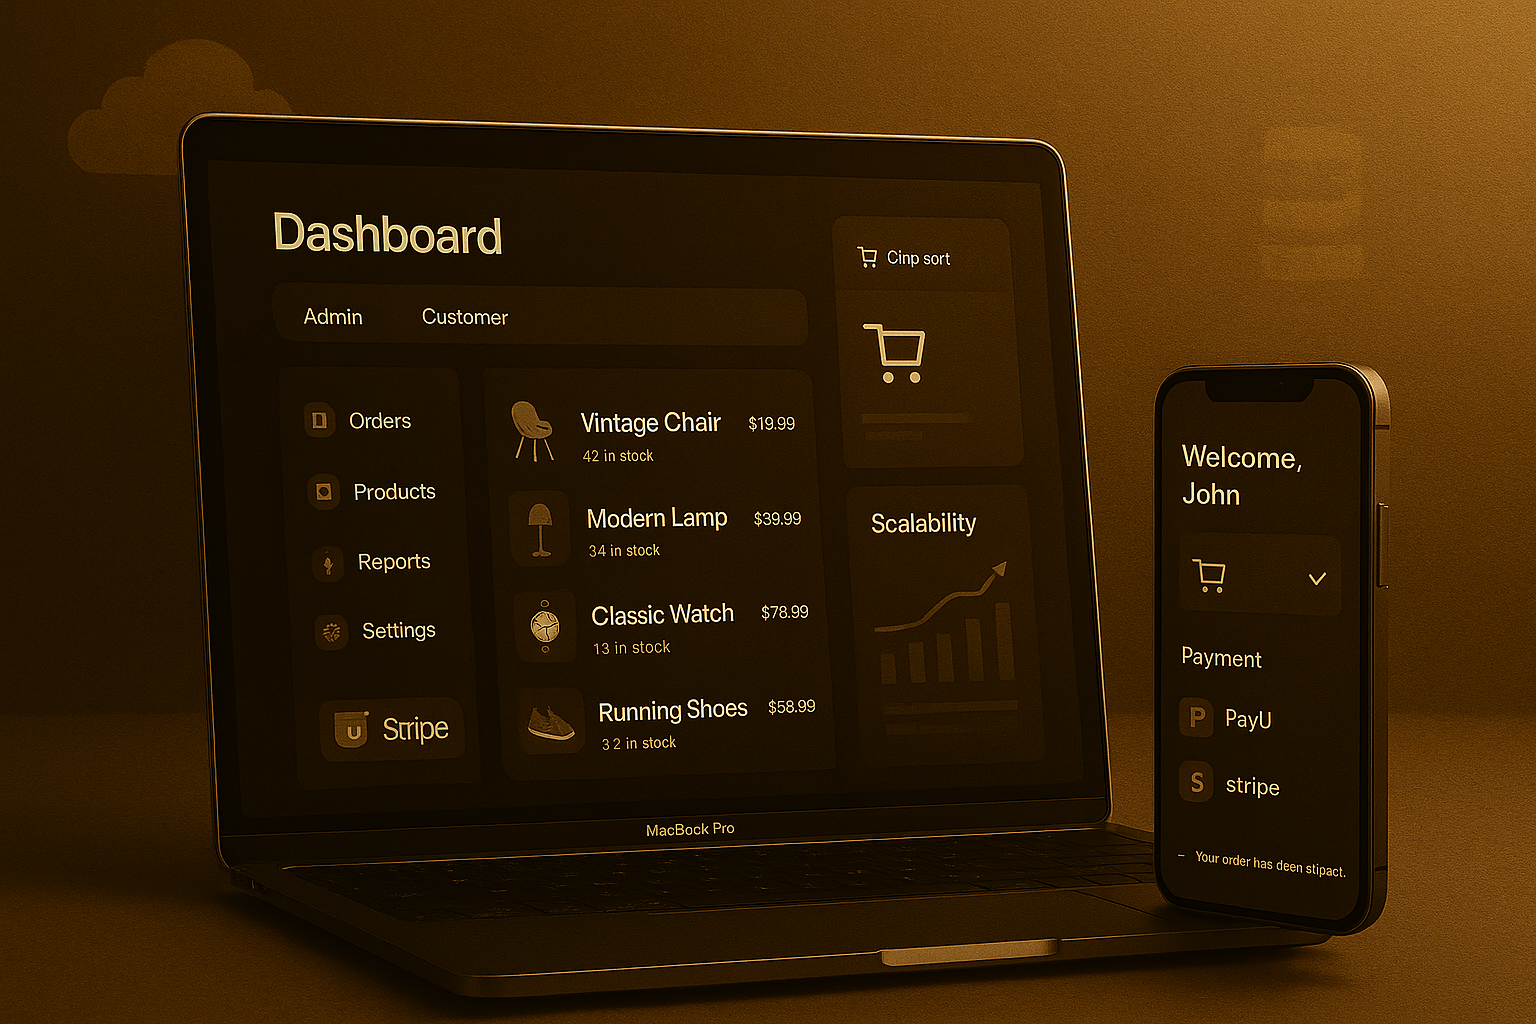 Dashboard
Admin
Customer
Orders
Products
Reports
Settings
Stripe
Vintage Chair $19.99
42 in stock
Modern Lamp $39.99
34 in stock
Classic Watch $78.99
13 in stock
Running Shoes $58.99
32 in stock
Cinp sort
Scalability
MacBock Pro
Welcome,
John
Payment
P PayU
S stripe
– Your order has deen stipact.